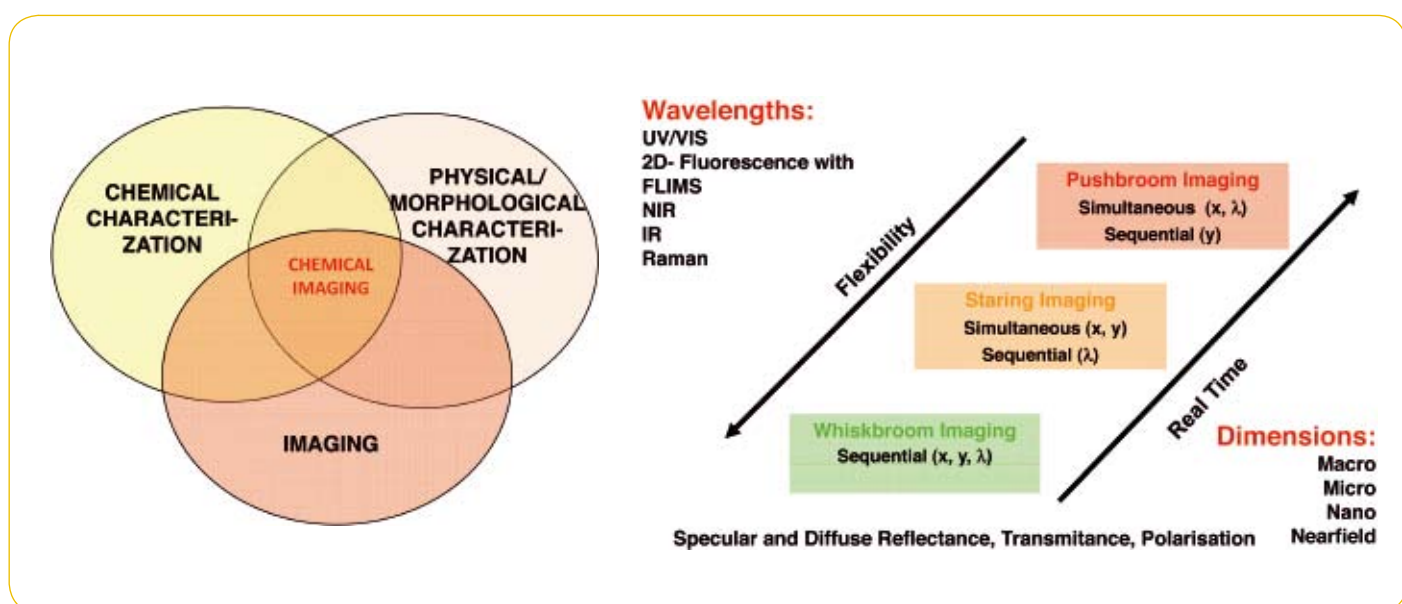 CHEMICAL
CHARACTERI-
ZATION
PHYSICAL/
MORPHOLOGICAL
CHARACTERI-
ZATION
CHEMICAL
IMAGING
IMAGING
Wavelengths:
UV/VIS
2D- Fluorescence with
FLIMS
NIR
IR
Raman
Flexibility
Pushbroom Imaging
Simultaneous (x, λ)
Sequential (y)
Staring Imaging
Simultaneous (x, y)
Sequential (λ)
Whiskbroom Imaging
Sequential (x, y, λ)
Real Time
Dimensions:
Macro
Micro
Nano
Nearfield
Specular and Diffuse Reflectance, Transmitance, Polarisation